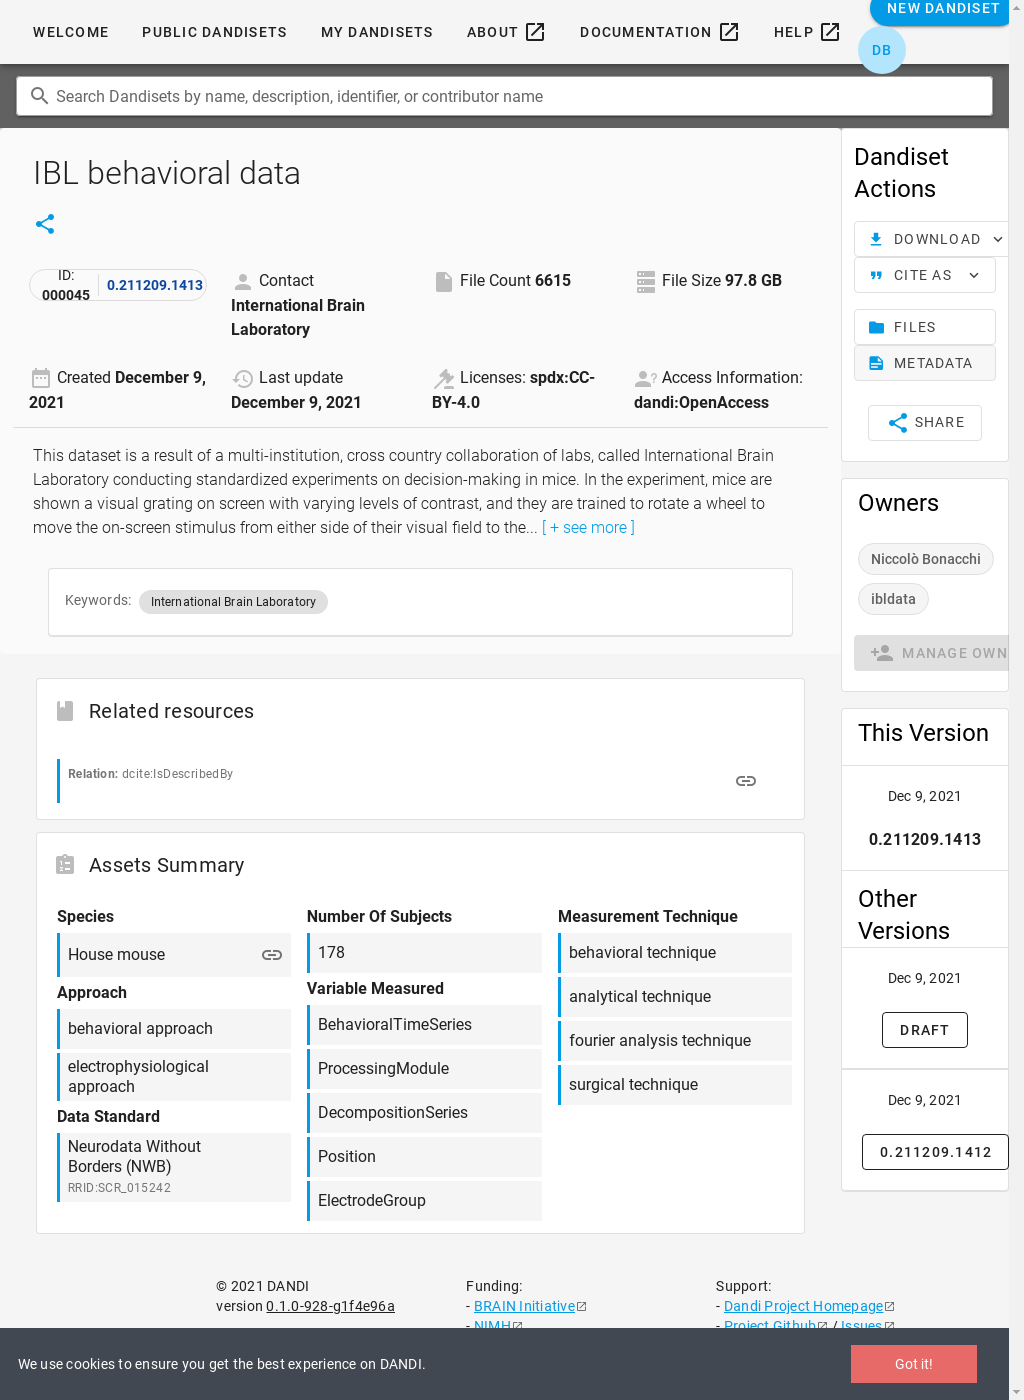 NEW DANDISET
WELCOME PUBLIC DANDISETS MY DANDISETS ABOUT DOCUMENTATION HELP
DB
Search Dandisets by name, description, identifier, or contributor name
IBL behavioral data
ID: 000045 0.211209.1413
Contact International Brain Laboratory
File Count 6615
File Size 97.8 GB
Created December 9, 2021
Last update December 9, 2021
Licenses: spdx:CC-BY-4.0
Access Information: dandi:OpenAccess
This dataset is a result of a multi-institution, cross country collaboration of labs, called International Brain
Laboratory conducting standardized experiments on decision-making in mice. In the experiment, mice are
shown a visual grating on screen with varying levels of contrast, and they are trained to rotate a wheel to
move the on-screen stimulus from either side of their visual field to the... [ + see more ]
Keywords: International Brain Laboratory
Related resources
Relation: dcite:IsDescribedBy
Assets Summary
Species
House mouse
Approach
behavioral approach
electrophysiological
approach
Data Standard
Neurodata Without
Borders (NWB)
RRID:SCR_015242
Number Of Subjects
178
Variable Measured
BehavioralTimeSeries
ProcessingModule
DecompositionSeries
Position
ElectrodeGroup
Measurement Technique
behavioral technique
analytical technique
fourier analysis technique
surgical technique
Dandiset
Actions
DOWNLOAD
CITE AS
FILES
METADATA
SHARE
Owners
Niccolò Bonacchi
ibldata
MANAGE OWN
This Version
Dec 9, 2021
0.211209.1413
Other
Versions
Dec 9, 2021
DRAFT
Dec 9, 2021
0.211209.1412
© 2021 DANDI
version 0.1.0-928-g1f4e96a
Funding:
- BRAIN Initiative
- NIMH
Support:
- Dandi Project Homepage
- Project Github / Issues
We use cookies to ensure you get the best experience on DANDI.
Got it!